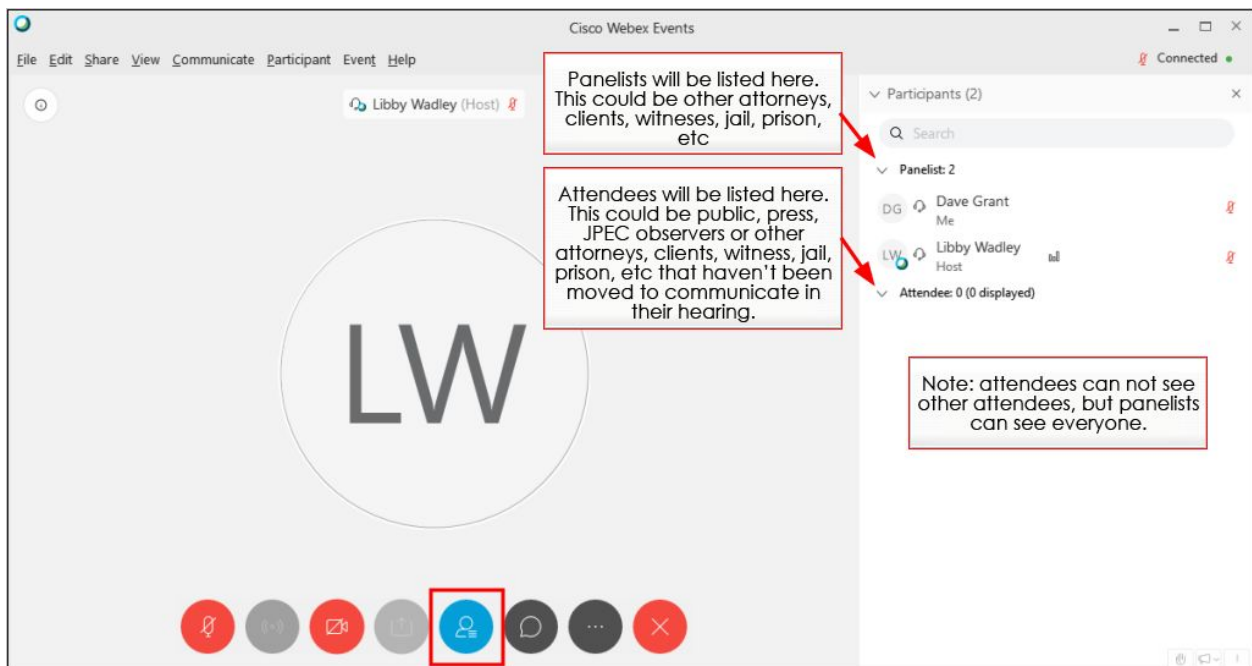 Cisco Webex Events
File Edit Share View Communicate Participant Event Help
Connected
Libby Wadley (Host)
LW
Panelists will be listed here.
This could be other attorneys,
clients, witneses, jail, prison,
etc
Attendees will be listed here.
This could be public, press,
JPEC observers or other
attorneys, clients, witness, jail,
prison, etc that haven't been
moved to communicate in
their hearing.
Participants (2)
Search
Panelist: 2
DG Dave Grant
Me
LW Libby Wadley
Host
Attendee: 0 (0 displayed)
Note: attendees can not see
other attendees, but panelists
can see everyone.